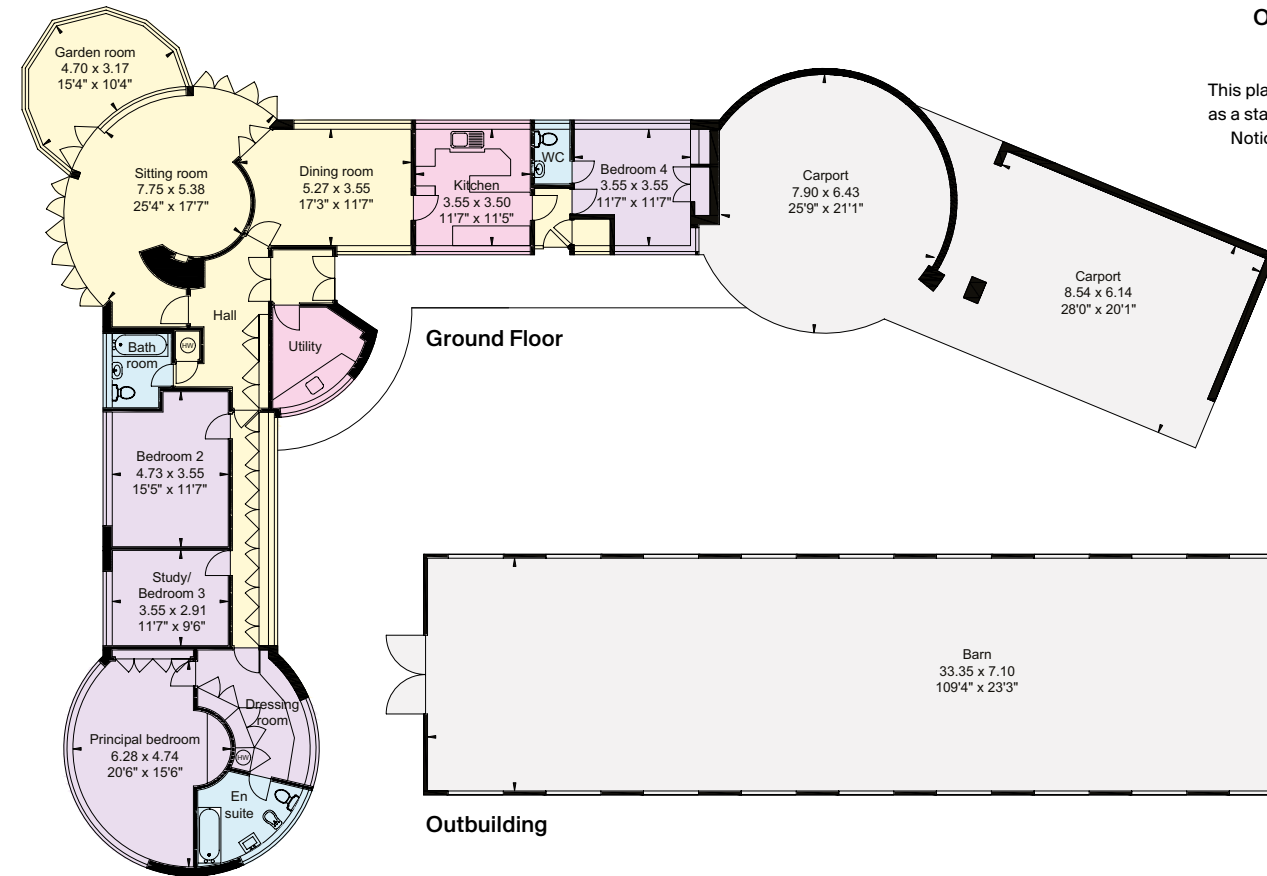 O
This pla
as a sta
Notic
Garden room
4.70 x 3.17
15'4" x 10'4"
Sitting room
7.75 x 5.38
25'4" x 17'7"
Dining room
5.27 x 3.55
17'3" x 11'7"
Kitchen
3.55 x 3.50
11'7" x 11'5"
WC
Bedroom 4
3.55 x 3.55
11'7" x 11'7"
Carport
7.90 x 6.43
25'9" x 21'1"
Carport
8.54 x 6.14
28'0" x 20'1"
Hall
Utility
Ground Floor
Bath
room
HW
Bedroom 2
4.73 x 3.55
15'5" x 11'7"
Study/
Bedroom 3
3.55 x 2.91
11'7" x 9'6"
Dressing
room
Principal bedroom
6.28 x 4.74
20'6" x 15'6"
HW
En
suite
Barn
33.35 x 7.10
109'4" x 23'3"
Outbuilding